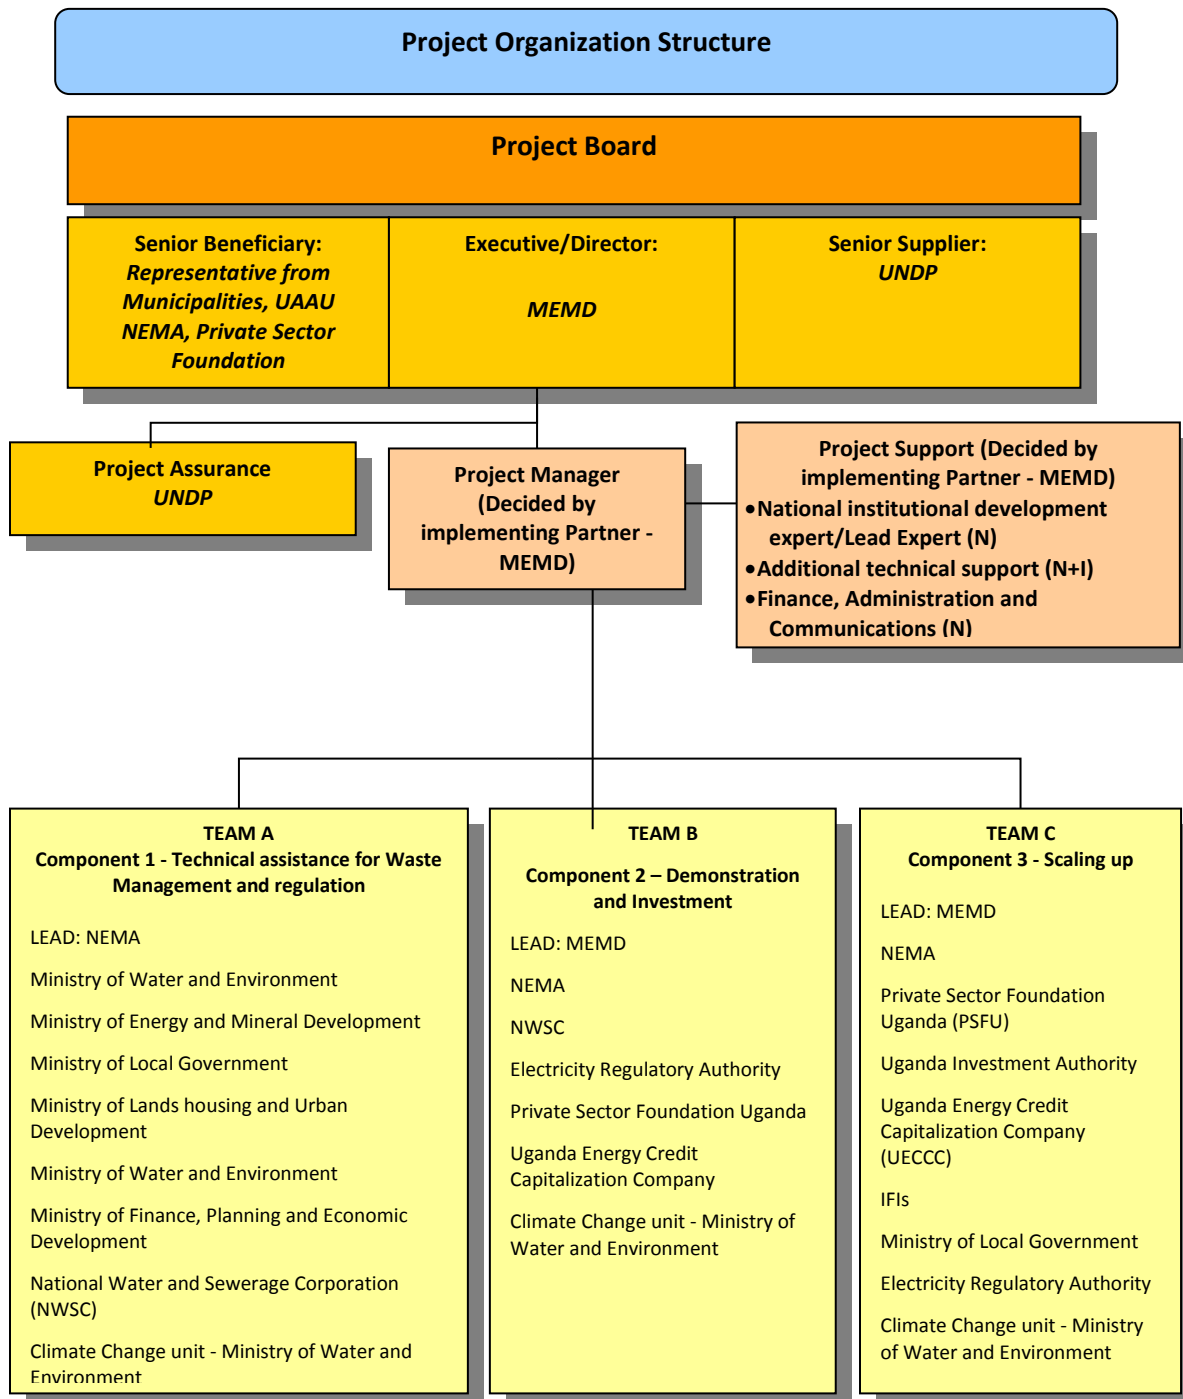 Project Organization Structure
Project Board
Senior Beneficiary:
Representative from
Municipalities, UAAU
NEMA, Private Sector
Foundation
Executive/Director:
MEMD
Senior Supplier:
UNDP
Project Assurance
UNDP
Project Manager
(Decided by
implementing Partner -
MEMD)
Project Support (Decided by
implementing Partner - MEMD)
•National institutional development
expert/Lead Expert (N)
•Additional technical support (N+I)
•Finance, Administration and
Communications (N)
TEAM A
Component 1 - Technical assistance for Waste
Management and regulation
LEAD: NEMA
Ministry of Water and Environment
Ministry of Energy and Mineral Development
Ministry of Local Government
Ministry of Lands housing and Urban
Development
Ministry of Water and Environment
Ministry of Finance, Planning and Economic
Development
National Water and Sewerage Corporation
(NWSC)
Climate Change unit - Ministry of Water and
Environment
TEAM B
Component 2 – Demonstration
and Investment
LEAD: MEMD
NEMA
NWSC
Electricity Regulatory Authority
Private Sector Foundation Uganda
Uganda Energy Credit
Capitalization Company
Climate Change unit - Ministry of
Water and Environment
TEAM C
Component 3 - Scaling up
LEAD: MEMD
NEMA
Private Sector Foundation
Uganda (PSFU)
Uganda Investment Authority
Uganda Energy Credit
Capitalization Company
(UECCC)
IFIs
Ministry of Local Government
Electricity Regulatory Authority
Climate Change unit - Ministry
of Water and Environment